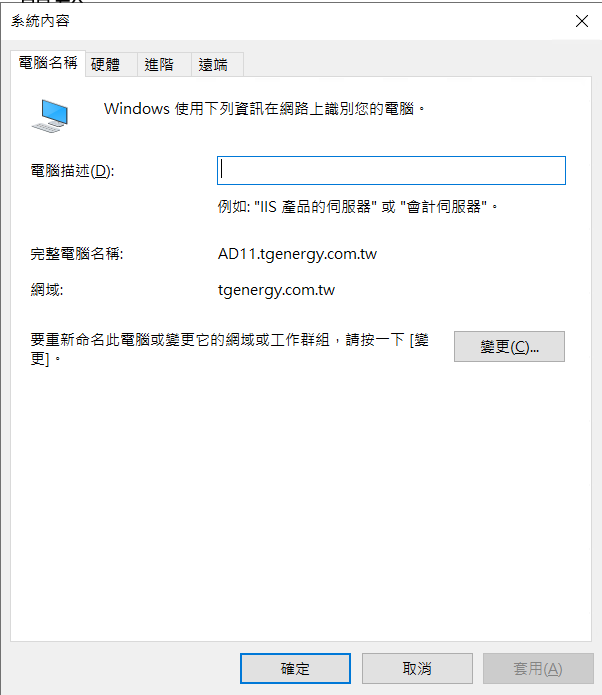 系統內容
電腦名稱 硬體 進階 遠端
Windows 使用下列資訊在網路上識別您的電腦。
電腦描述(D):
例如: "IIS 產品的伺服器" 或 "會計伺服器"。
完整電腦名稱: AD11.tgenergy.com.tw
網域: tgenergy.com.tw
要重新命名此電腦或變更它的網域或工作群組，請按一下 [變
更]。
變更(C)...
確定 取消 套用(A)